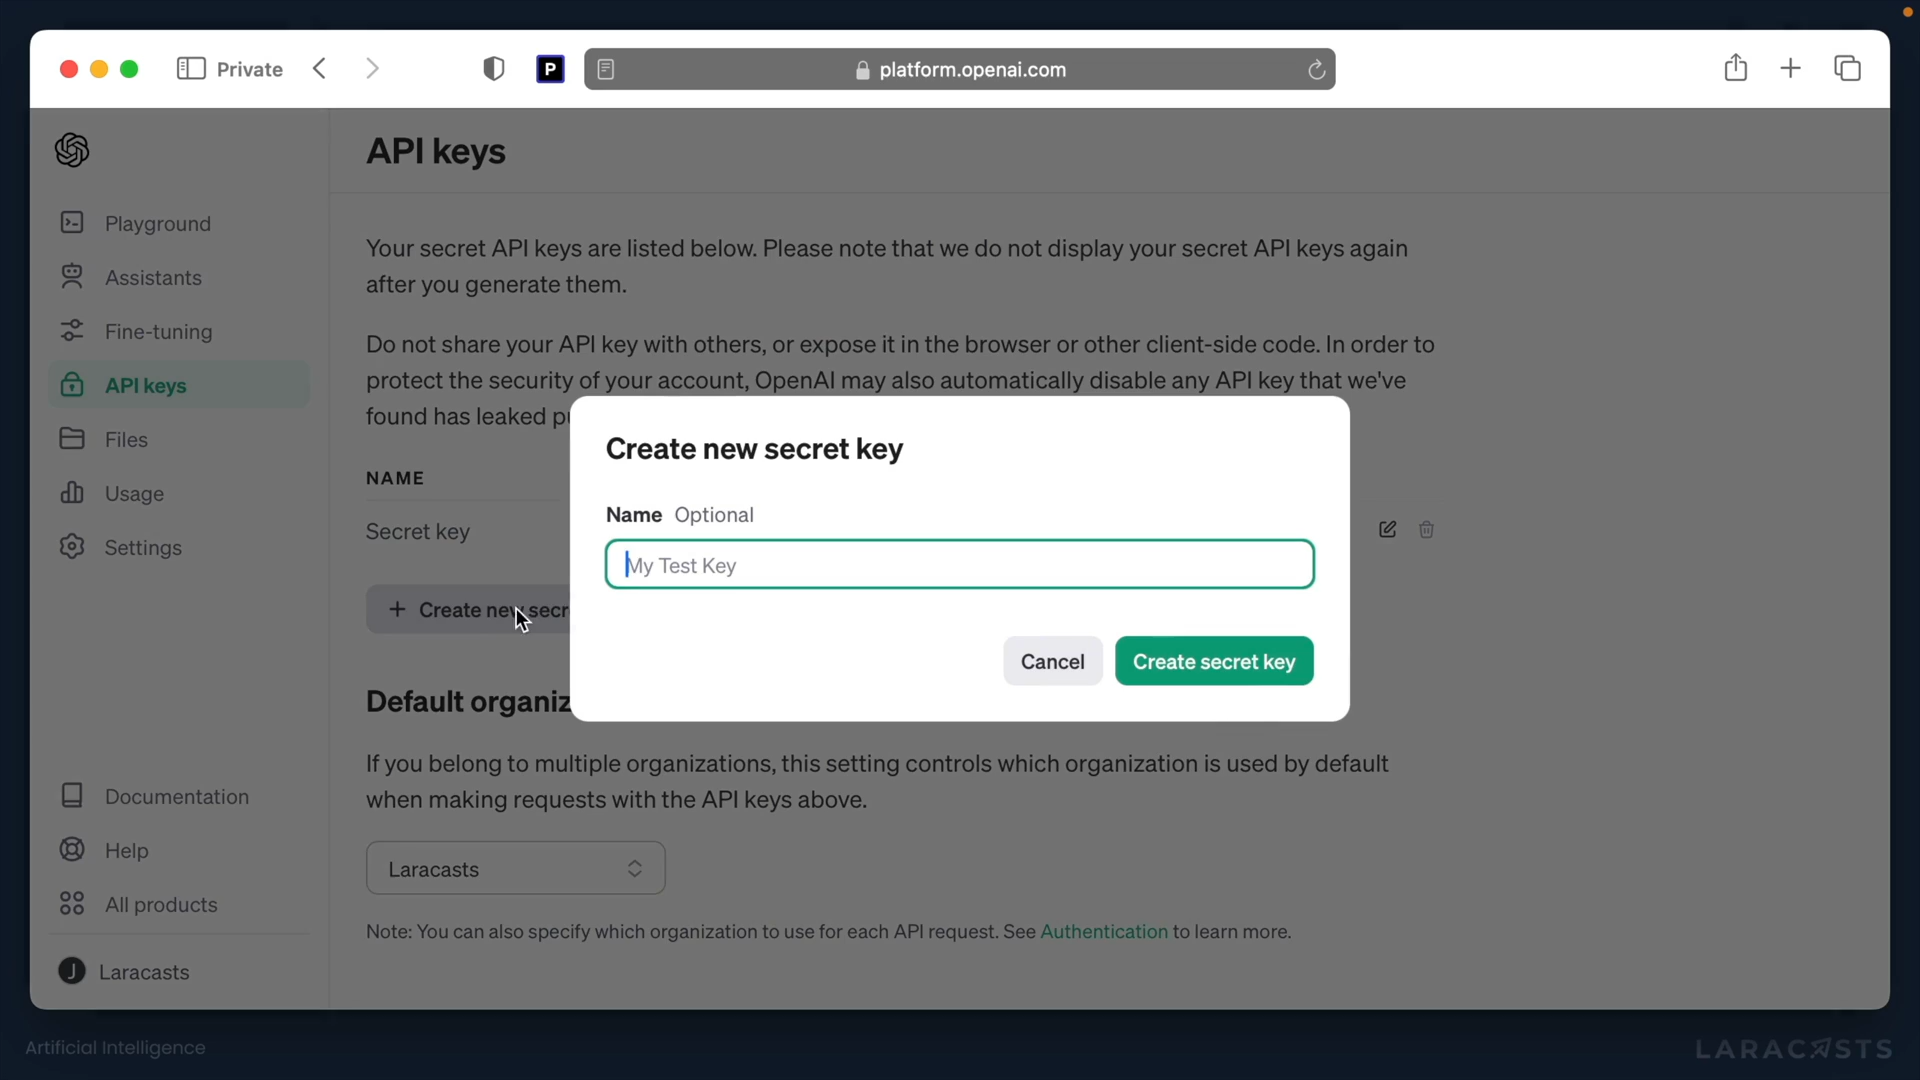 Private
P
platform.openai.com
API keys
Playground
Assistants
Fine-tuning
API keys
Files
Usage
Settings
Your secret API keys are listed below. Please note that we do not display your secret API keys again
after you generate them.
Do not share your API key with others, or expose it in the browser or other client-side code. In order to
protect the security of your account, OpenAI may also automatically disable any API key that we've
found has leaked
NAME
Secret key
+ Create new
Create new secret key
Name Optional
My Test Key
Cancel
Create secret key
Default
If you belong to multiple organizations, this setting controls which organization is used by default
when making requests with the API keys above.
Laracasts
Note: You can also specify which organization to use for each API request. See Authentication to learn more.
Documentation
Help
All products
J Laracasts
Artificial Intelligence
LARACASTS